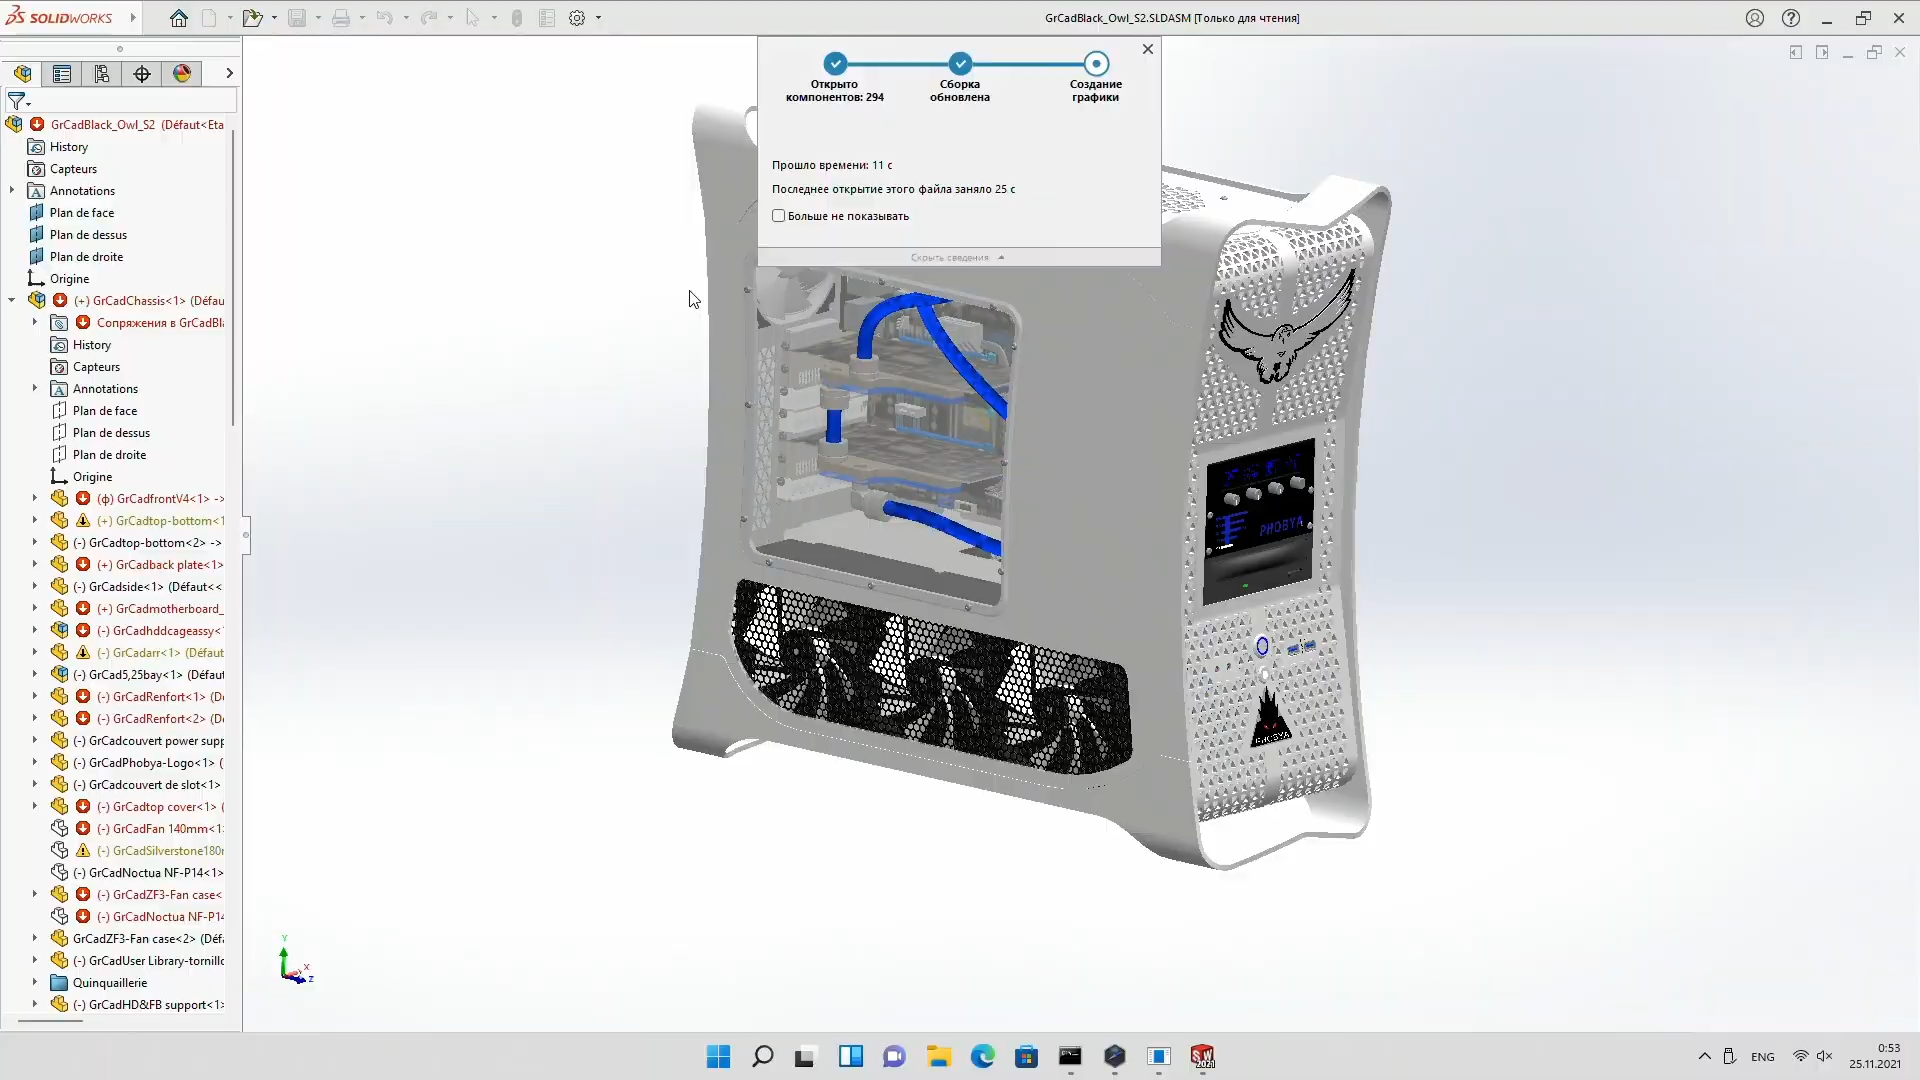 SOLIDWORKS
GrCadBlack_Owl_S2.SLDASM [Только для чтения]
Открыто
компонентов: 294
Сборка
обновлена
Создание
графики
Прошло времени: 11 с
Последнее открытие этого файла заняло 25 с
Больше не показывать
Скрыть сведения
GrCadBlack_Owl_S2 (Défaut<Eta
History
Capteurs
Annotations
Plan de face
Plan de dessus
Plan de droite
Origine
(+) GrCadChassis<1> (Défau
Сопряжения в GrCadBl
History
Capteurs
Annotations
Plan de face
Plan de dessus
Plan de droite
Origine
(ф) GrCadfrontV4<1> ->
(+) GrCadtop-bottom<1
(-) GrCadtop-bottom<2> ->
(+) GrCadback plate<1>
(-) GrCadside<1> (Défaut<<
(+) GrCadmotherboard_
(-) GrCadhddcageassy<
(-) GrCadarr<1> (Défaut
(-) GrCad5,25bay<1> (Défau
(-) GrCadRenfort<1> (D
(-) GrCadRenfort<2> (D
(-) GrCadcouvert power supp
(-) GrCadPhobya-Logo<1> (
(-) GrCadcouvert de slot<1>
(-) GrCadtop cover<1> (
(-) GrCadFan 140mm<1
(-) GrCadSilverstone180
(-) GrCadNoctua NF-P14<1>
(-) GrCadZF3-Fan case<
(-) GrCadNoctua NF-P14
GrCadZF3-Fan case<2> (Défa
(-) GrCadUser Library-tornillo
Quinquaillerie
(-) GrCadHD&FB support<1>
PHOBYA
PHOBYA
Y
X
Z
SW
2021
ENG
0:53
25.11.2021